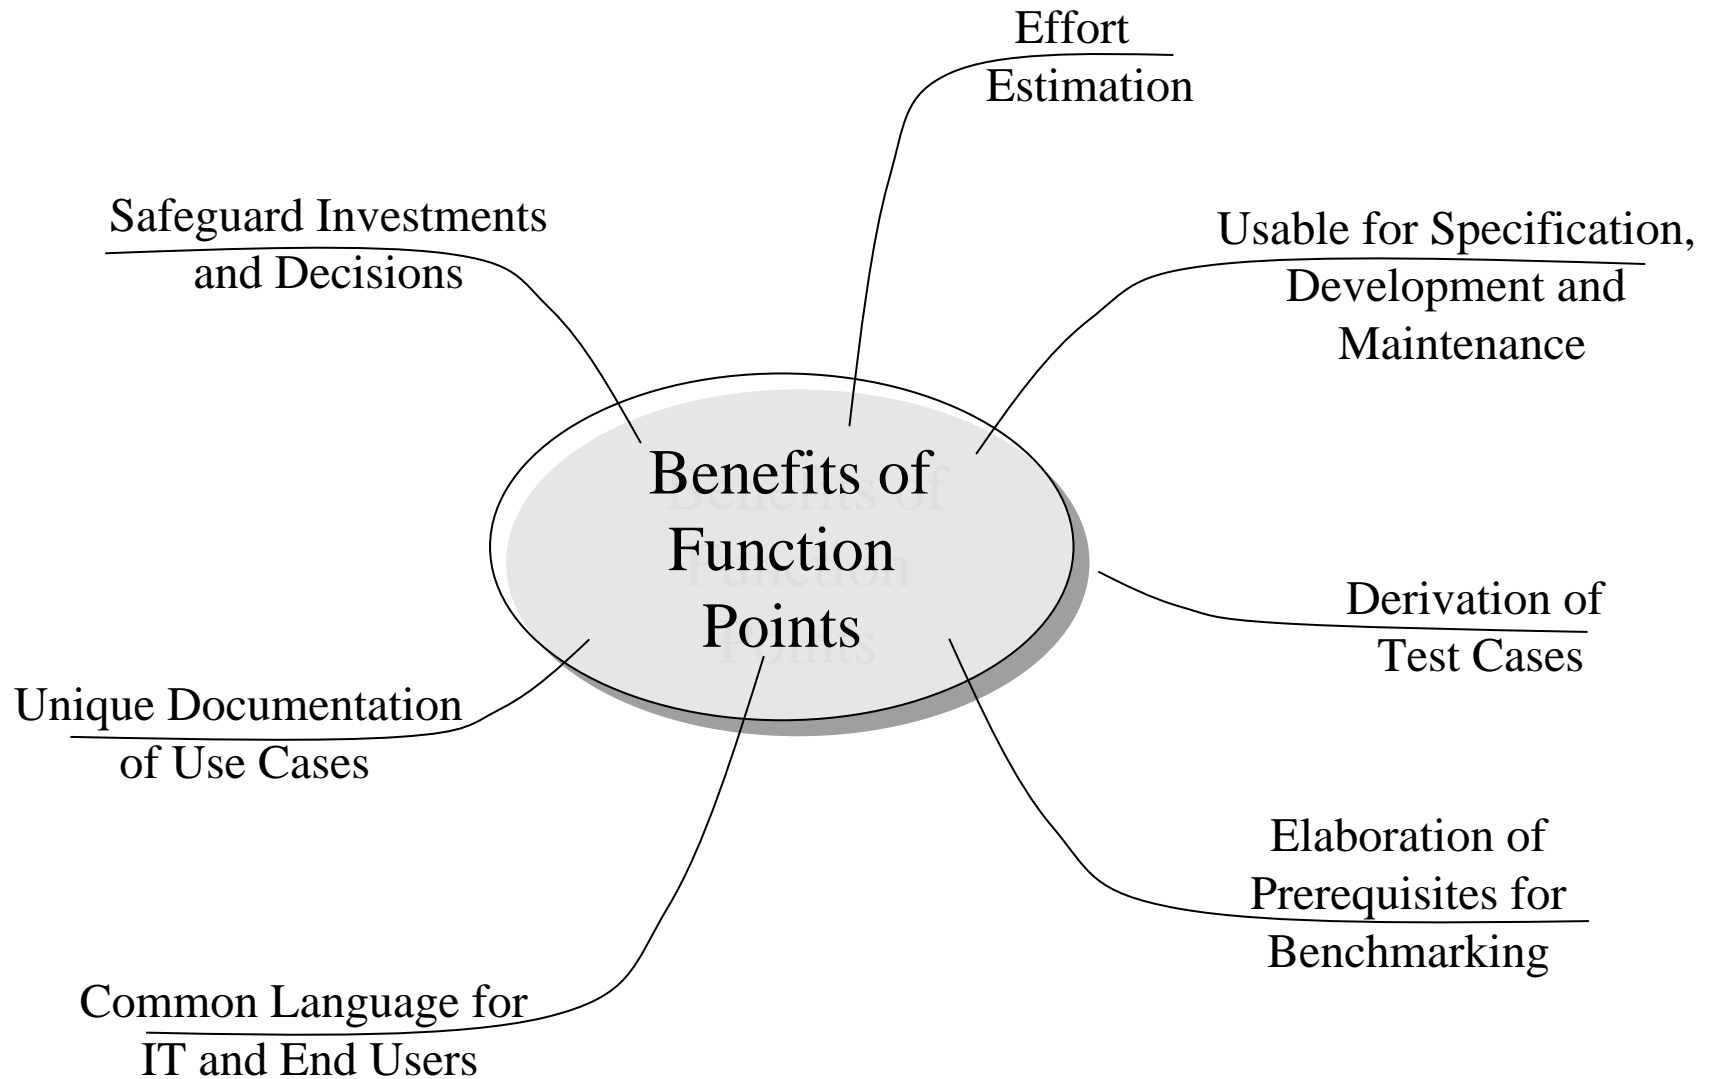 Effort
Estimation
Safeguard Investments
and Decisions
Usable for Specification,
Development and
Maintenance
Benefits of
Function
Points
Derivation of
Test Cases
Unique Documentation
of Use Cases
Elaboration of
Prerequisites for
Benchmarking
Common Language for
IT and End Users